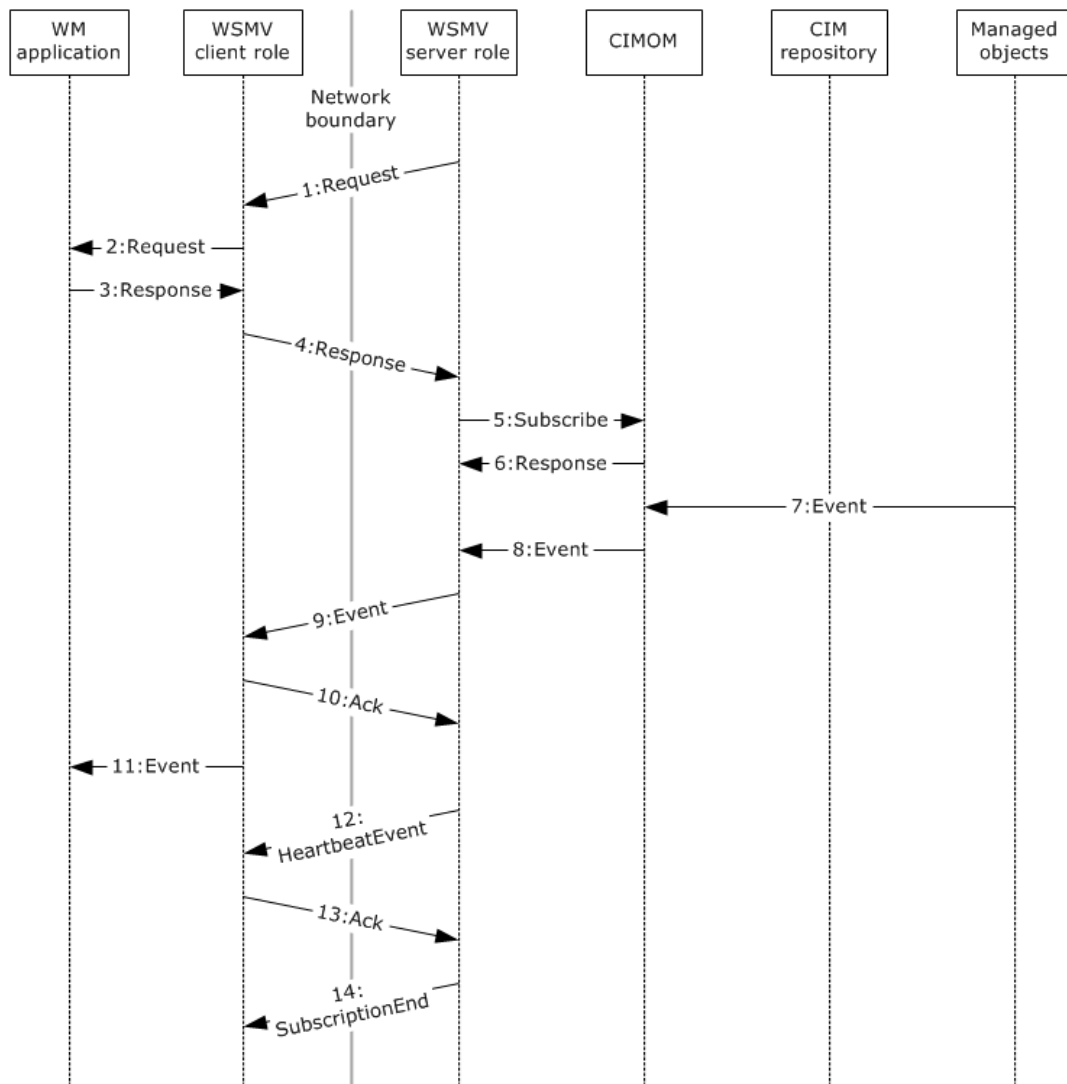 WM
application
WSMV
client role
WSMV
server role
CIMOM
CIM
repository
Managed
objects
Network
boundary
1:Request
2:Request
3:Response
4:Response
5:Subscribe
6:Response
7:Event
8:Event
9:Event
10:Ack
11:Event
12:
HeartbeatEvent
13:Ack
14:
SubscriptionEnd